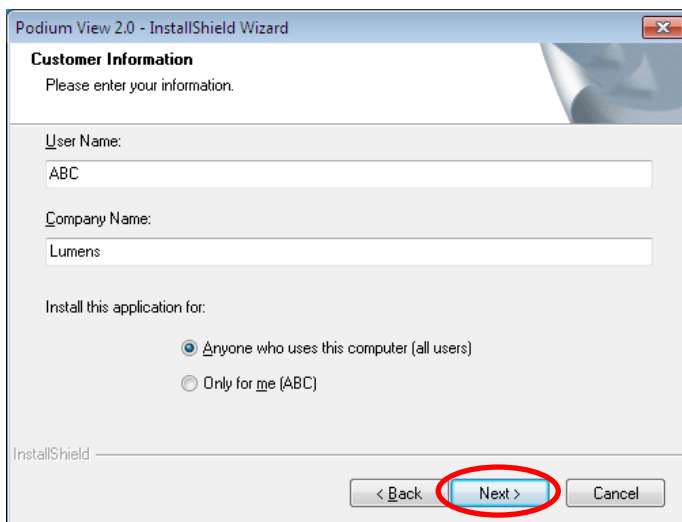 Podium View 2.0 - InstallShield Wizard
Customer Information
Please enter your information.
User Name:
ABC
Company Name:
Lumens
Install this application for:
Anyone who uses this computer (all users)
Only for me (ABC)
InstallShield
< Back Next > Cancel